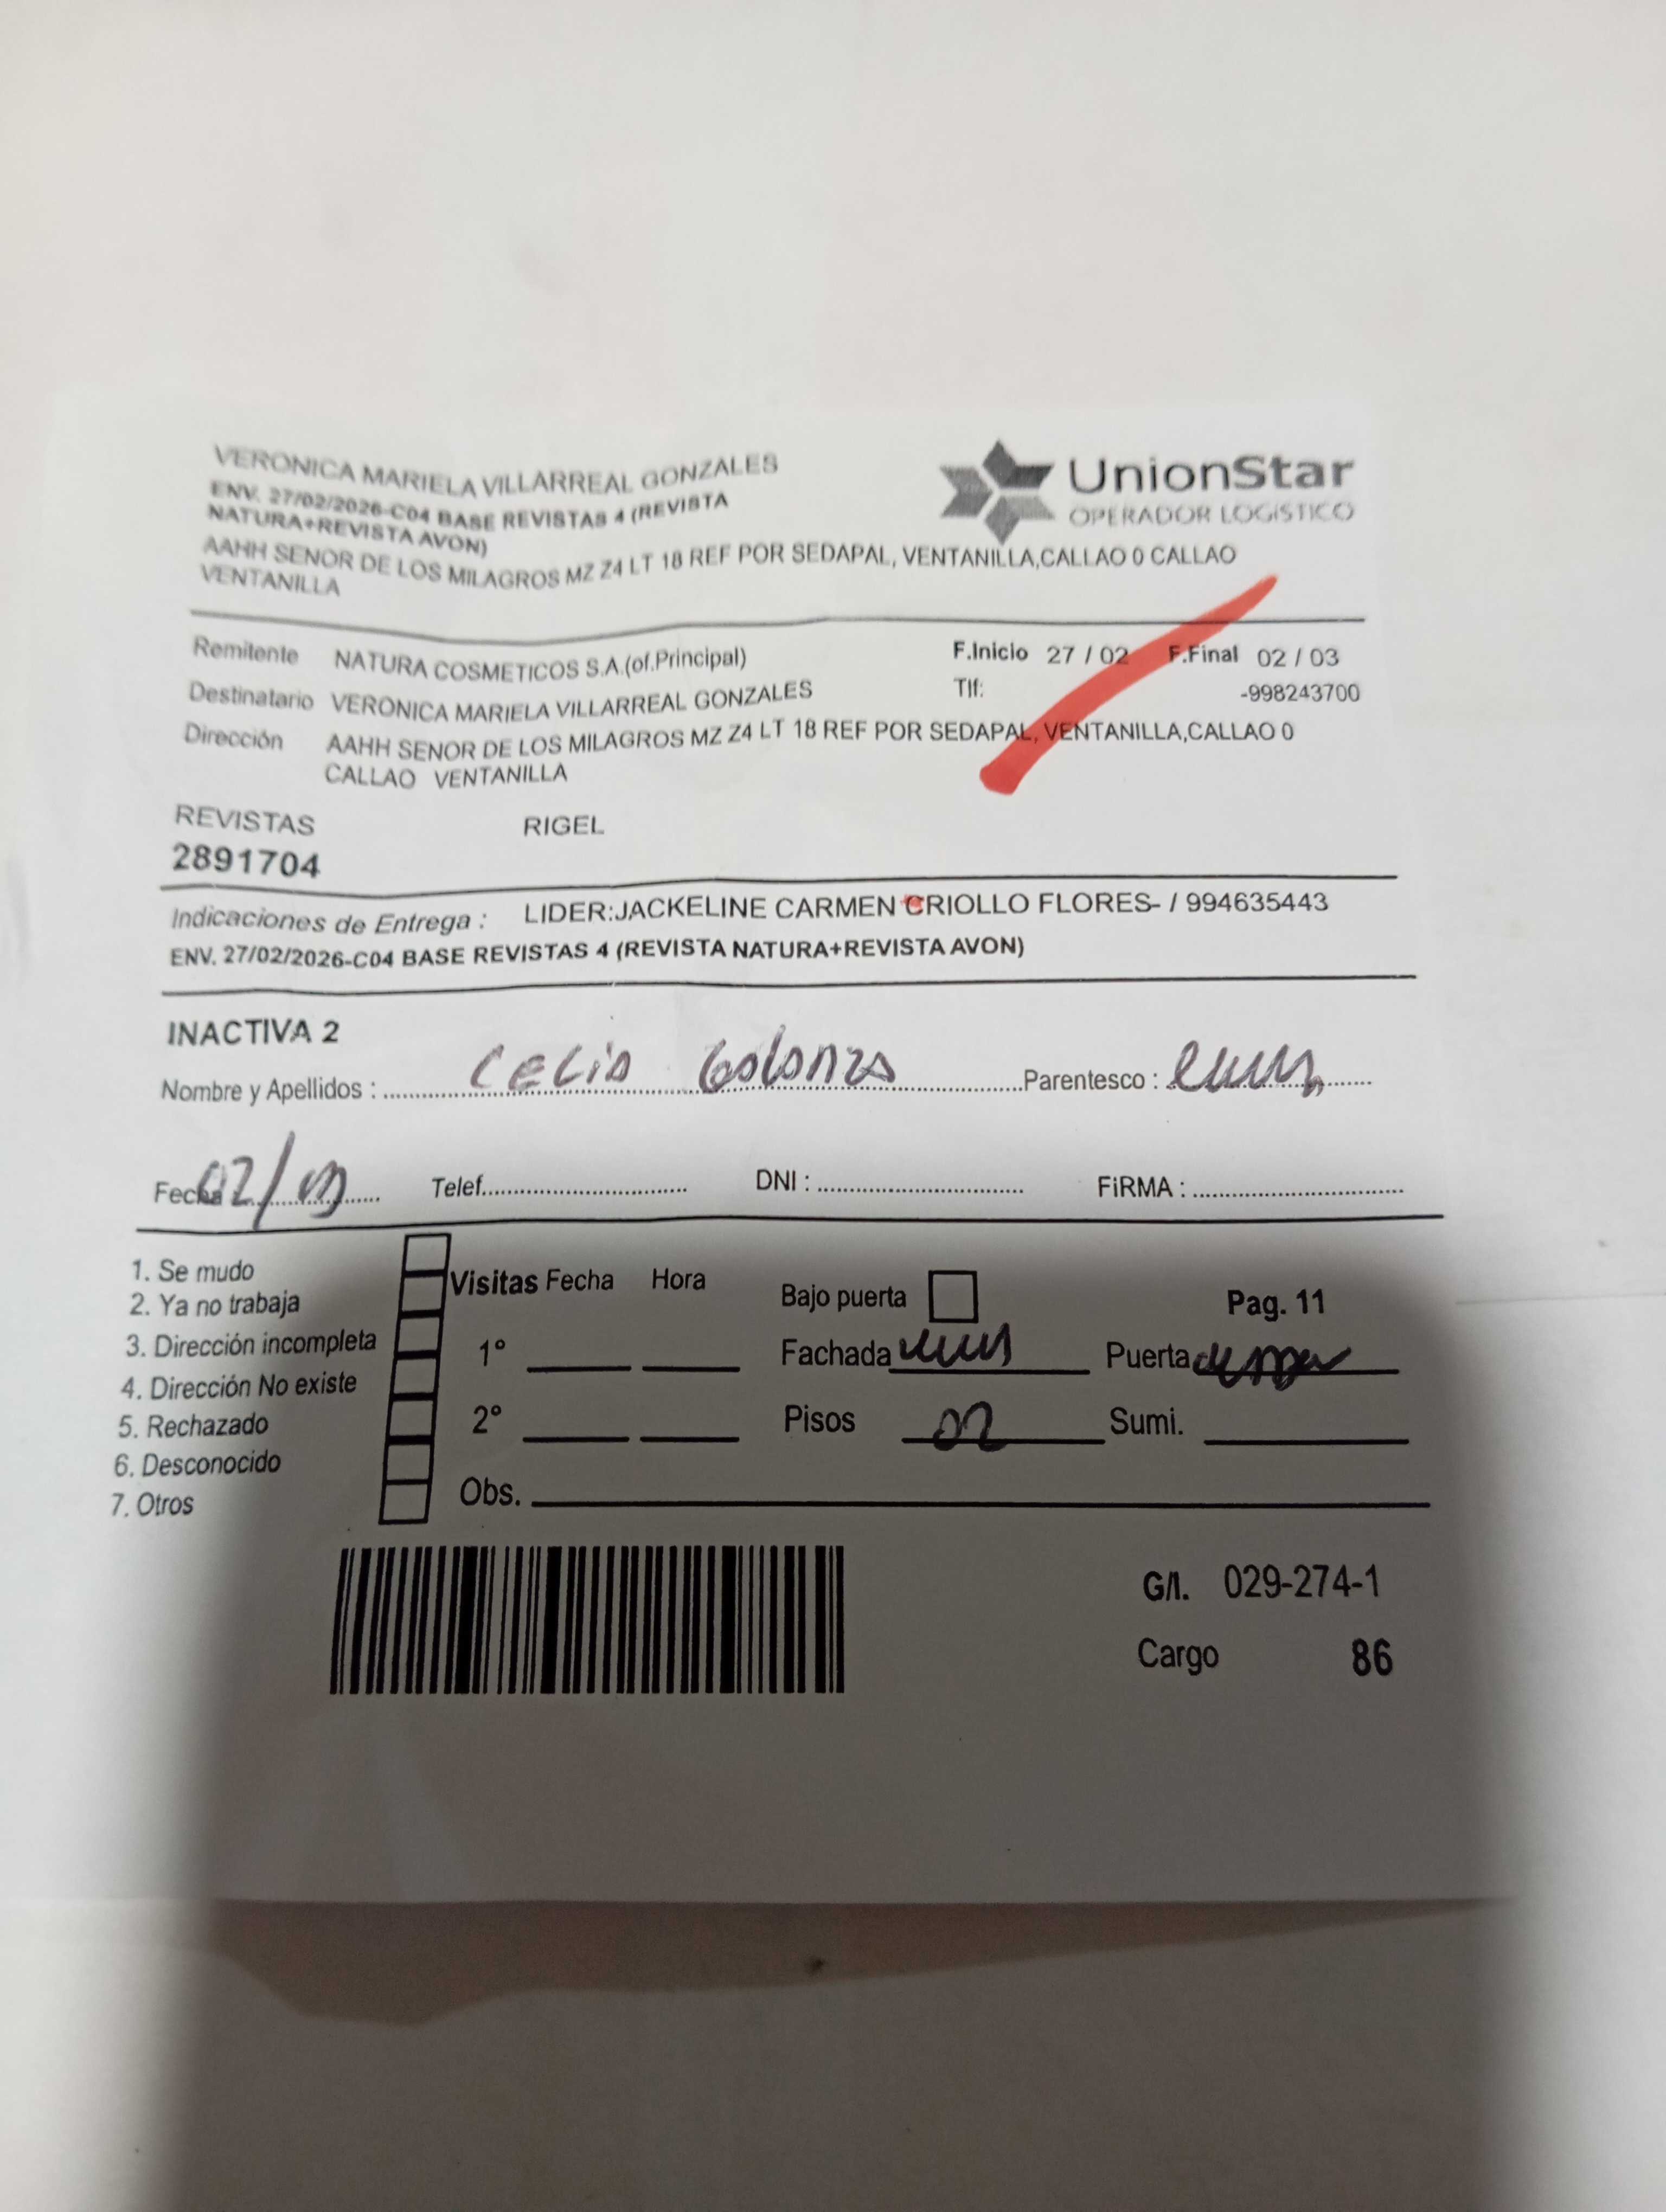 VERONICA MARIELA VILLARREAL GONZALES
ENV. 27/02/2026-C04 BASE REVISTAS 4 (REVISTA
NATURA+REVISTA AVON)
AAHH SENOR DE LOS MILAGROS MZ Z4 LT 18 REF POR SEDAPAL, VENTANILLA,CALLAO 0 CALLAO
VENTANILLA
UnionStar
OPERADOR LOGíSTICO
Remitente NATURA COSMETICOS S.A.(of.Principal) F.Inicio 27 / 02 F.Final 02 / 03
Destinatario VERONICA MARIELA VILLARREAL GONZALES Tlf: -998243700
Dirección AAHH SENOR DE LOS MILAGROS MZ Z4 LT 18 REF POR SEDAPAL, VENTANILLA,CALLAO 0
CALLAO VENTANILLA
REVISTAS RIGEL
2891704
Indicaciones de Entrega : LIDER:JACKELINE CARMEN CRIOLLO FLORES- / 994635443
ENV. 27/02/2026-C04 BASE REVISTAS 4 (REVISTA NATURA+REVISTA AVON)
INACTIVA 2
Nombre y Apellidos : Celia Parentesco :
Fecha 02/03 Telef. DNI : FiRMA :
1. Se mudo
2. Ya no trabaja
3. Dirección incompleta
4. Dirección No existe
5. Rechazado
6. Desconocido
7. Otros
Visitas Fecha Hora Bajo puerta Pag. 11
1° Fachada Puerta
2° Pisos 02 Sumi.
Obs.
G/I. 029-274-1
Cargo 86